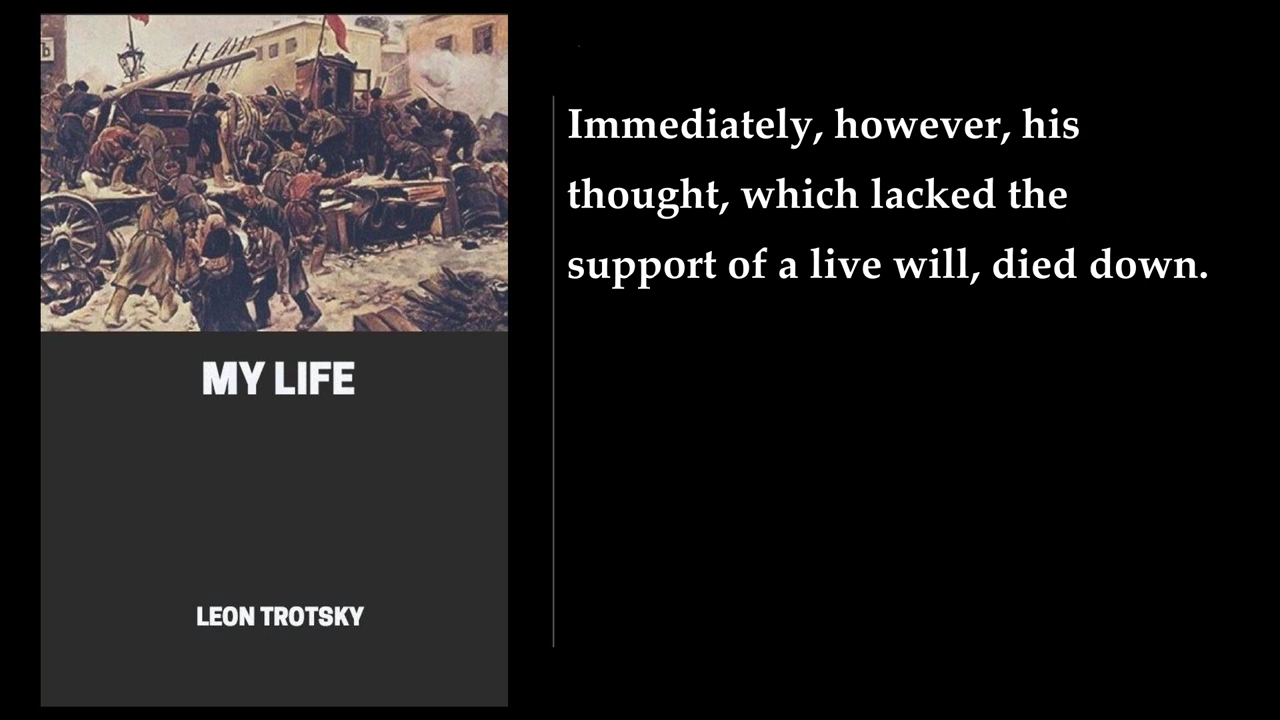 MY LIFE
LEON TROTSKY
Immediately, however, his
thought, which lacked the
support of a live will, died down.